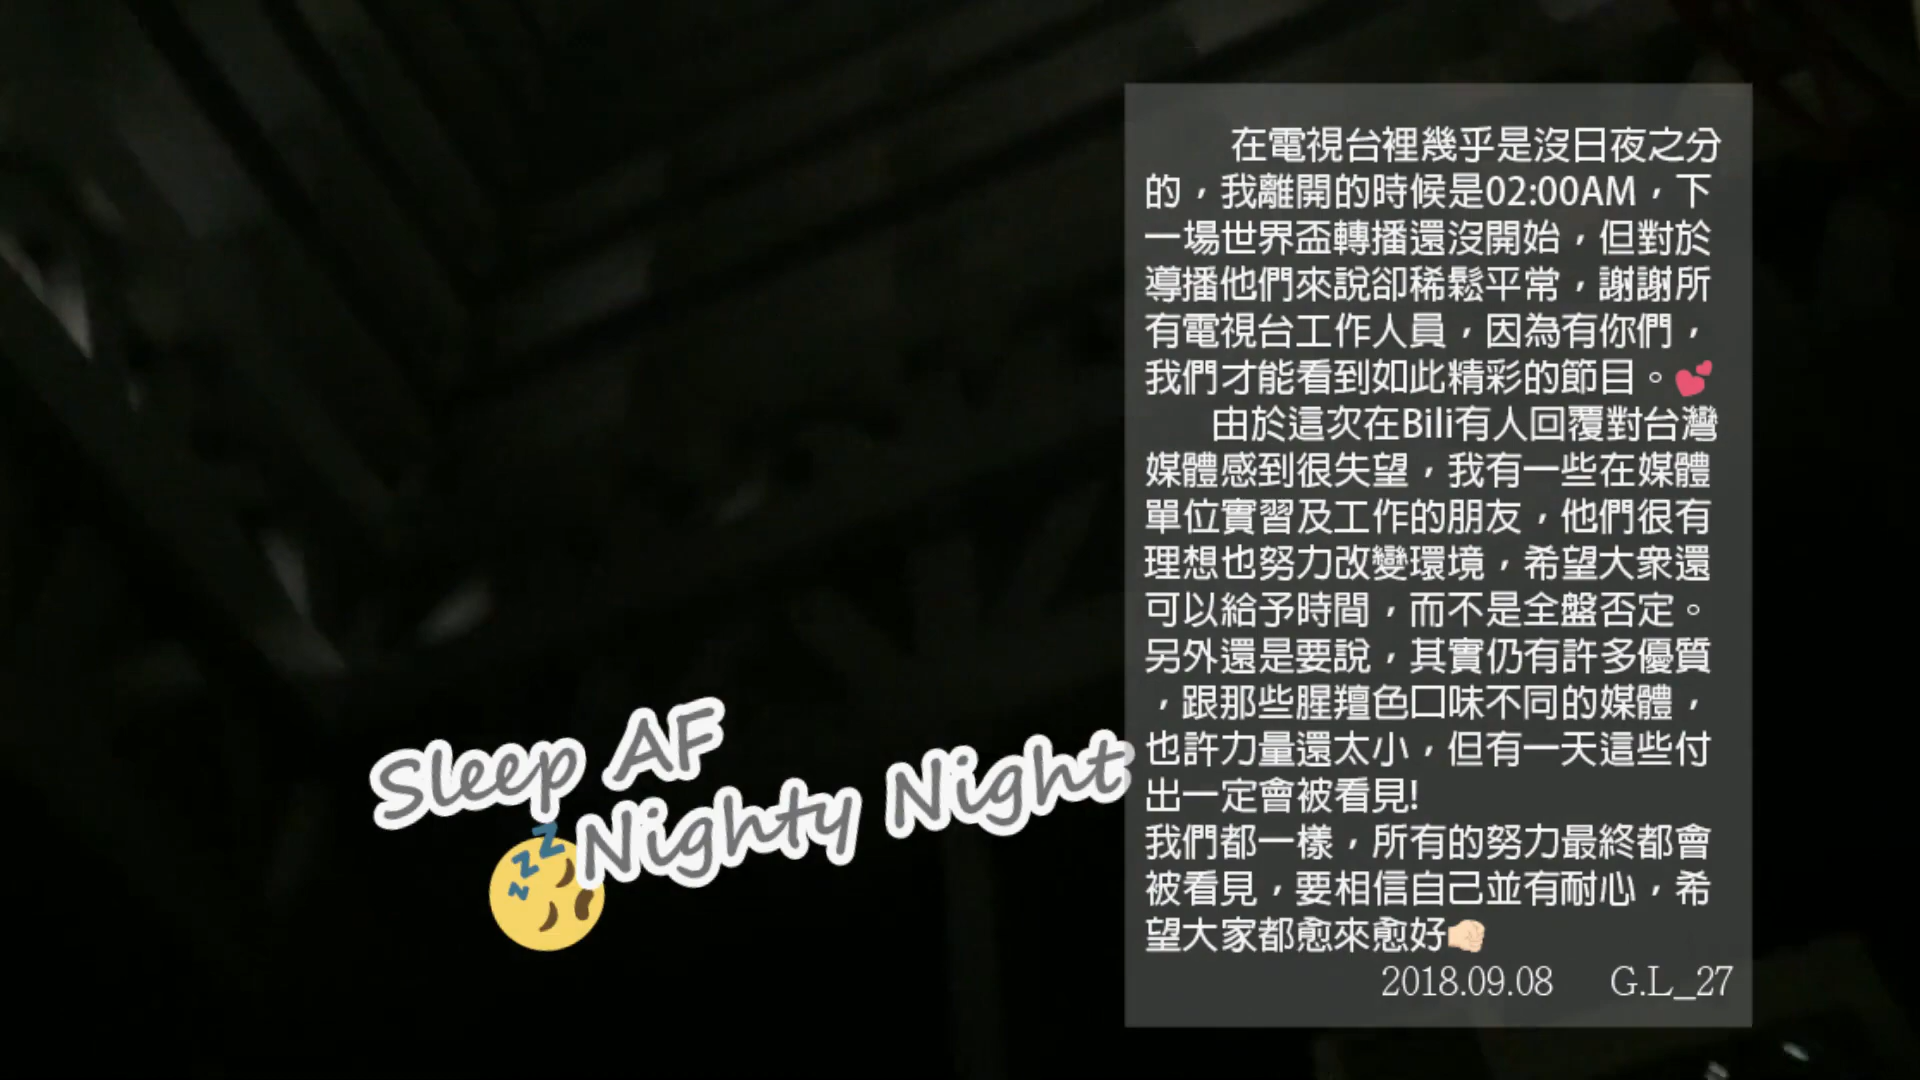 Sleep AF
Nighty Night
在電視台裡幾乎是沒日夜之分
的，我離開的時候是02:00AM，下
一場世界盃轉播還沒開始，但對於
導播他們來說卻稀鬆平常，謝謝所
有電視台工作人員，因為有你們，
我們才能看到如此精彩的節目。💕
由於這次在Bili有人回覆對台灣
媒體感到很失望，我有一些在媒體
單位實習及工作的朋友，他們很有
理想也努力改變環境，希望大衆還
可以給予時間，而不是全盤否定。
另外還是要說，其實仍有許多優質
，跟那些腥羶色口味不同的媒體，
也許力量還太小，但有一天這些付
出一定會被看見!
我們都一樣，所有的努力最終都會
被看見，要相信自己並有耐心，希
望大家都愈來愈好👊🏻
2018.09.08 G.L_27